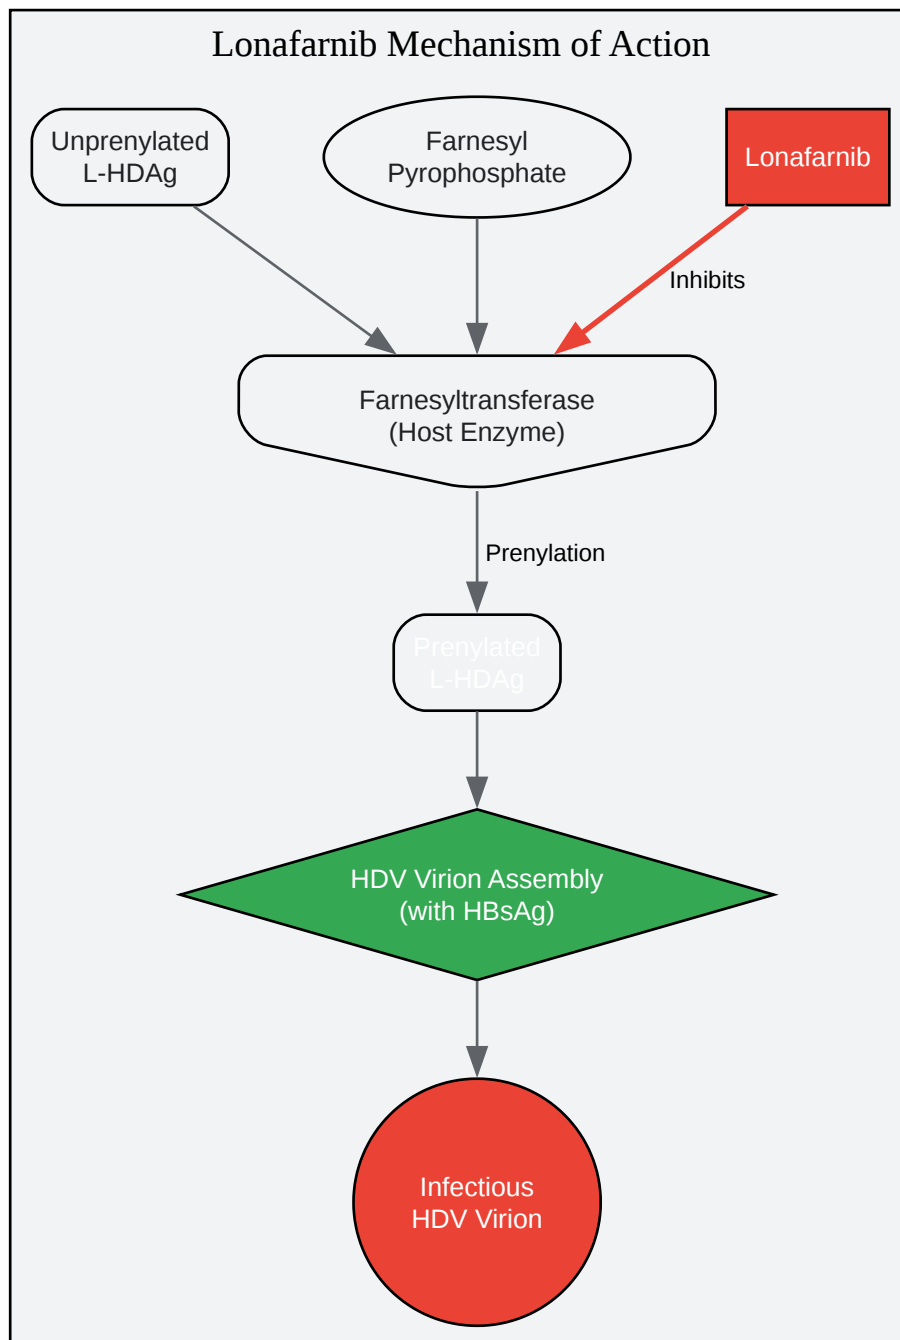 Lonafarnib Mechanism of Action
Unprenylated
L-HDAg
Farnesyl
Pyrophosphate
Lonafarnib
Inhibits
Farnesyltransferase
(Host Enzyme)
Prenylation
Prenylated
L-HDAg
HDV Virion Assembly
(with HBsAg)
Infectious
HDV Virion